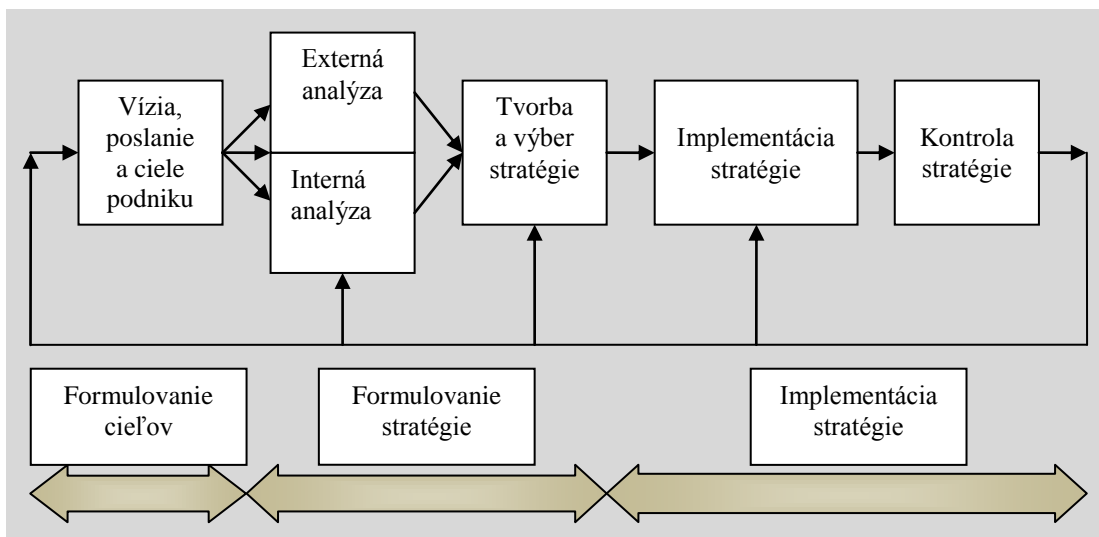 Vízia,
poslanie
a ciele
podniku
Externá
analýza
Interná
analýza
Tvorba
a výber
stratégie
Implementácia
stratégie
Kontrola
stratégie
Formulovanie
cieľov
Formulovanie
stratégie
Implementácia
stratégie